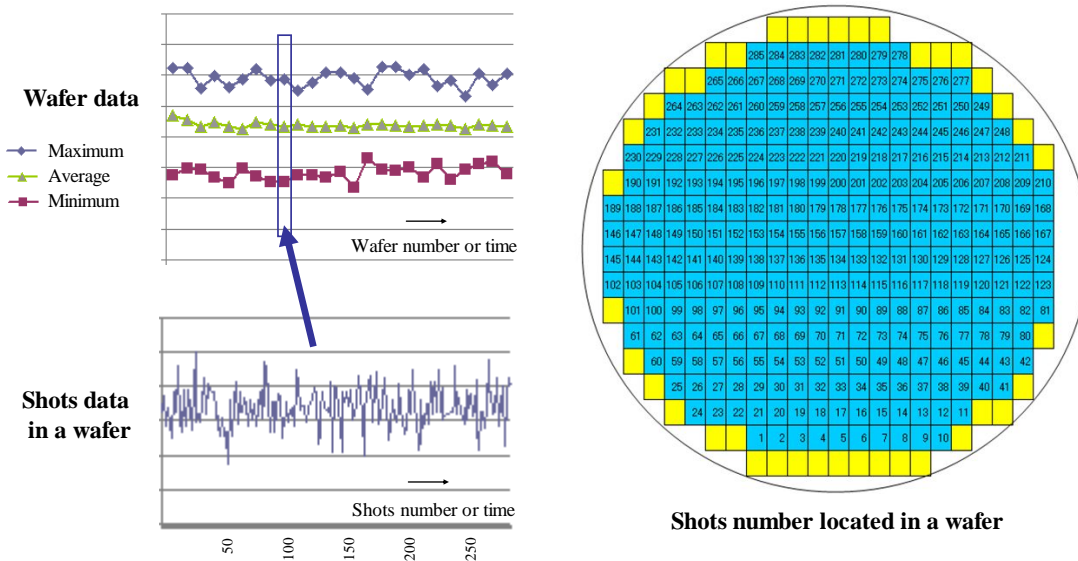 Wafer data
Maximum
Average
Minimum
Wafer number or time
Shots data
in a wafer
Shots number or time
50 100 150 200 250
285 284 283 282 281 280 279 278
265 266 267 268 269 270 271 272 273 274 275 276 277
264 263 262 261 260 259 258 257 256 255 254 253 252 251 250 249
231 232 233 234 235 236 237 238 239 240 241 242 243 244 245 246 247 248
230 229 228 227 226 225 224 223 222 221 220 219 218 217 216 215 214 213 212 211
190 191 192 193 194 195 196 197 198 199 200 201 202 203 204 205 206 207 208 209 210
189 188 187 186 185 184 183 182 181 180 179 178 177 176 175 174 173 172 171 170 169 168
146 147 148 149 150 151 152 153 154 155 156 157 158 159 160 161 162 163 164 165 166 167
145 144 143 142 141 140 139 138 137 136 135 134 133 132 131 130 129 128 127 126 125 124
102 103 104 105 106 107 108 109 110 111 112 113 114 115 116 117 118 119 120 121 122 123
101 100 99 98 97 96 95 94 93 92 91 90 89 88 87 86 85 84 83 82 81
61 62 63 64 65 66 67 68 69 70 71 72 73 74 75 76 77 78 79 80
60 59 58 57 56 55 54 53 52 51 50 49 48 47 46 45 44 43 42
25 26 27 28 29 30 31 32 33 34 35 36 37 38 39 40 41
24 23 22 21 20 19 18 17 16 15 14 13 12 11
1 2 3 4 5 6 7 8 9 10
Shots number located in a wafer